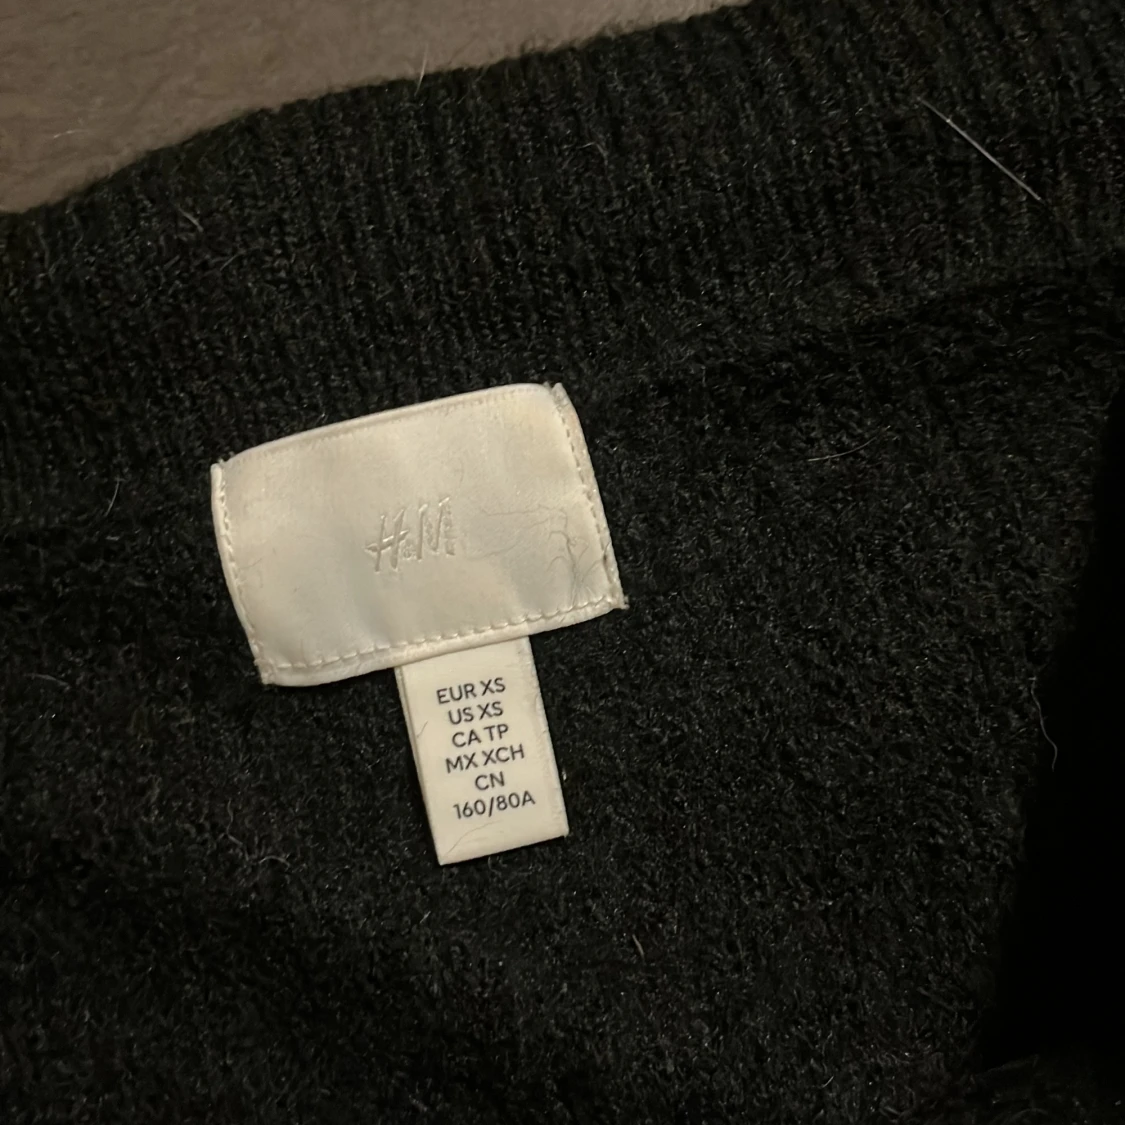 H&M
EUR XS
US XS
CA TP
MX XCH
CN
160/80A